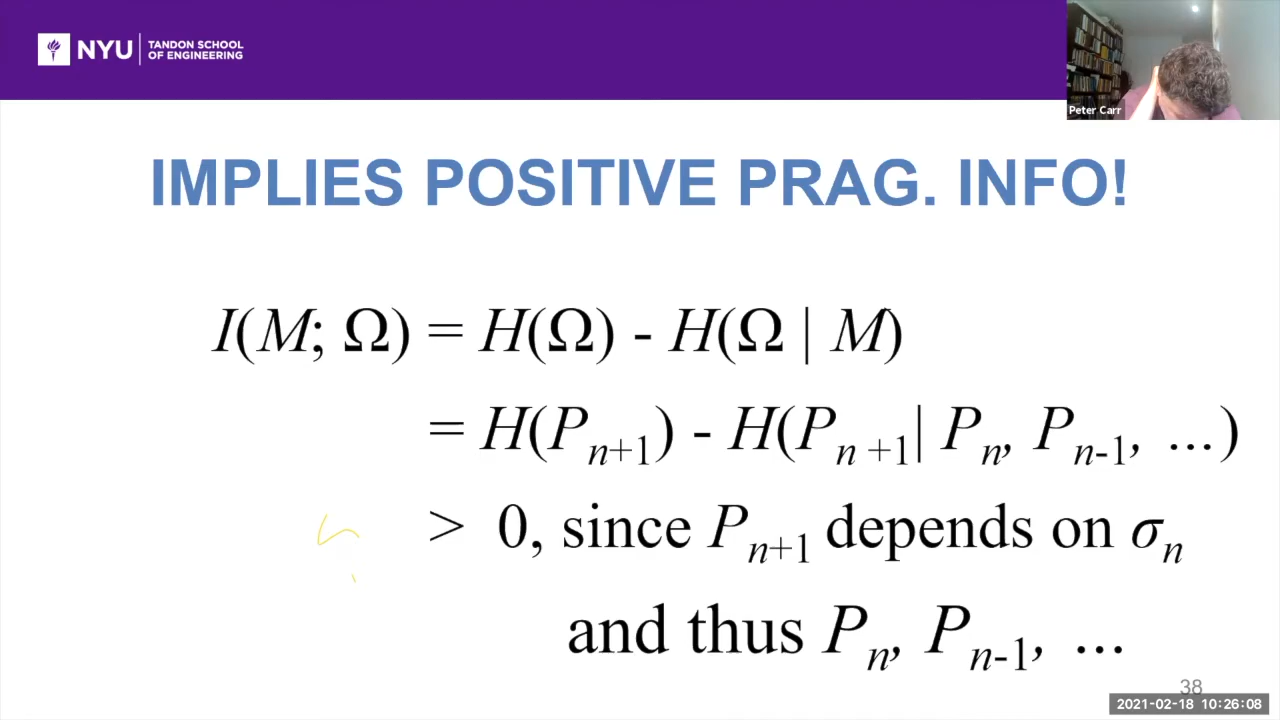 NYU
TANDON SCHOOL
OF ENGINEERING
Peter Carr
IMPLIES POSITIVE PRAG. INFO!
I(M; Ω) = H(Ω) - H(Ω | M)
= H(Pₙ₊₁) - H(Pₙ ₊₁| Pₙ, Pₙ₋₁, ...)
> 0, since Pₙ₊₁ depends on σₙ
and thus Pₙ, Pₙ₋₁, ...
38
2021-02-18 10:26:08